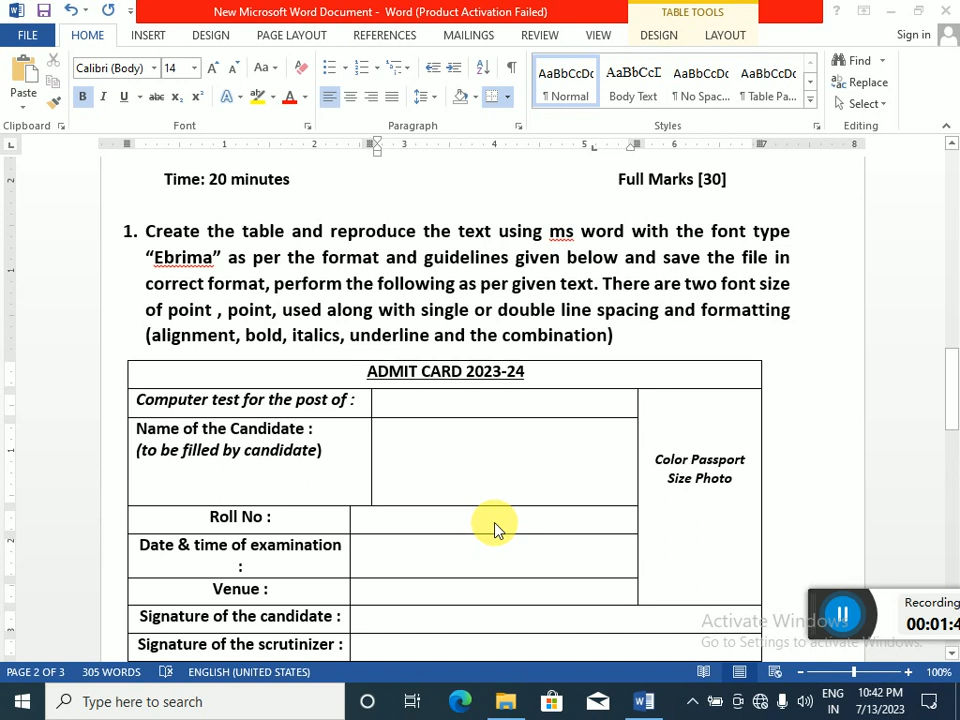 New Microsoft Word Document - Word (Product Activation Failed)
TABLE TOOLS
FILE HOME INSERT DESIGN PAGE LAYOUT REFERENCES MAILINGS REVIEW VIEW DESIGN LAYOUT Sign in
Paste
Calibri (Body) 14
AaBbCcDc AaBbCcD AaBbCcDc AaBbCcDc
¶ Normal Body Text ¶ No Spac... ¶ Table Pa...
Find
Replace
Select
Clipboard Font Paragraph Styles Editing
1 2 3 4 5 6 7 8
Time: 20 minutes Full Marks [30]
1. Create the table and reproduce the text using ms word with the font type
“Ebrima” as per the format and guidelines given below and save the file in
correct format, perform the following as per given text. There are two font size
of point , point, used along with single or double line spacing and formatting
(alignment, bold, italics, underline and the combination)
ADMIT CARD 2023-24
Computer test for the post of :
Name of the Candidate :
(to be filled by candidate)
Color Passport
Size Photo
Roll No :
Date & time of examination
:
Venue :
Signature of the candidate :
Signature of the scrutinizer :
Recording
00:01:4
Activate Windows
Go to Settings to activate Windows.
PAGE 2 OF 3 305 WORDS ENGLISH (UNITED STATES) 100%
Type here to search
ENG
IN
10:42 PM
7/13/2023